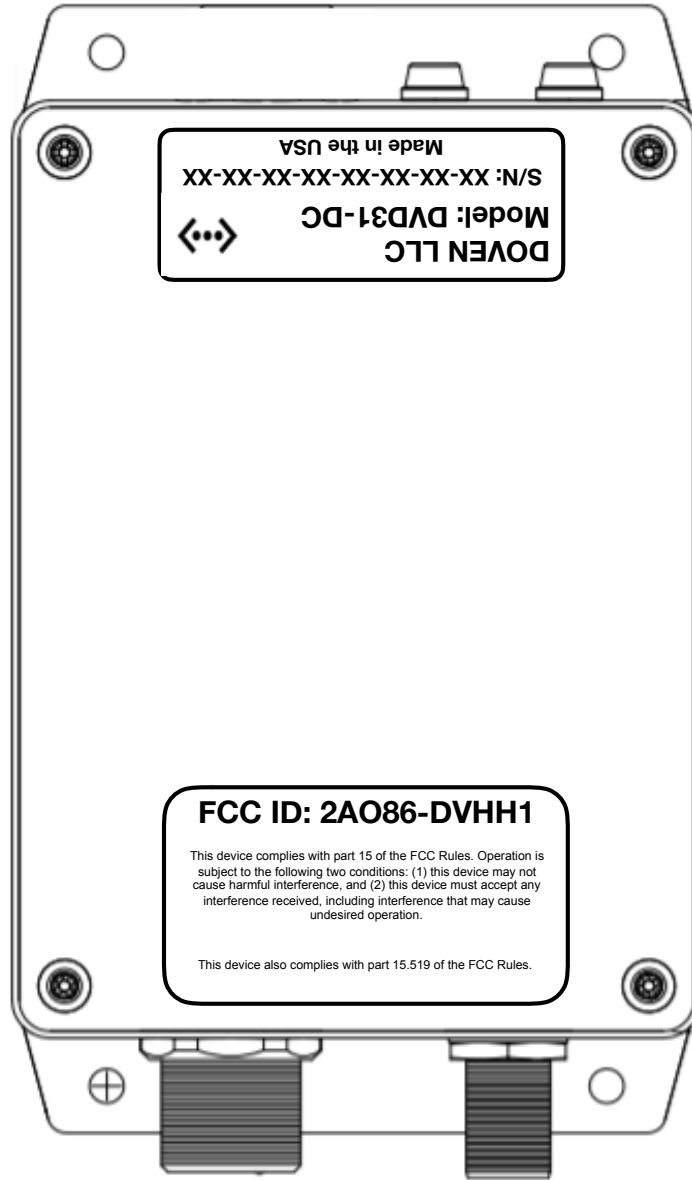 DOVEN LLC
Model: DVD31-DC
S/N: XX-XX-XX-XX-XX-XX-XX-XX
Made in the USA
FCC ID: 2AO86-DVHH1
This device complies with part 15 of the FCC Rules. Operation is
subject to the following two conditions: (1) this device may not
cause harmful interference, and (2) this device must accept any
interference received, including interference that may cause
undesired operation.
This device also complies with part 15.519 of the FCC Rules.